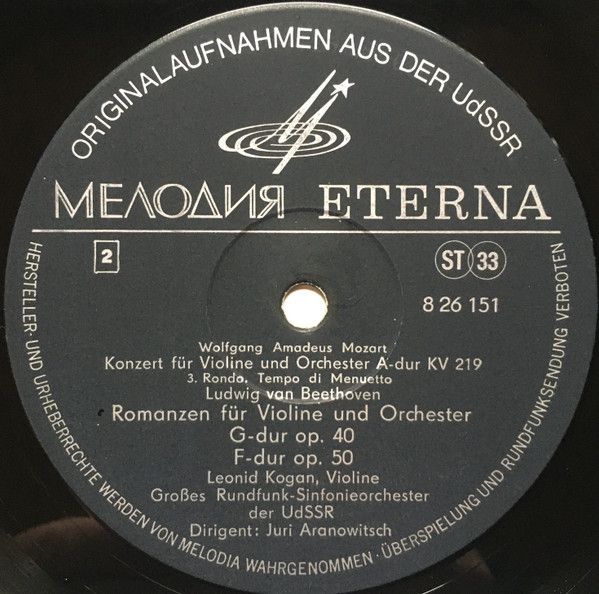 ORIGINALAUFNAHMEN AUS DER UdSSR
МЕЛОДИЯ ETERNA
2
ST 33
8 26 151
Wolfgang Amadeus Mozart
Konzert für Violine und Orchester A-dur KV 219
3. Rondo. Tempo di Menuetto
Ludwig van Beethoven
Romanzen für Violine und Orchester
G-dur op. 40
F-dur op. 50
Leonid Kogan, Violine
Großes Rundfunk-Sinfonieorchester
der UdSSR
Dirigent: Juri Aranowitsch
HERSTELLER- UND URHEBERRECHTE WERDEN VON MELODIA WAHRGENOMMEN · ÜBERSPIELUNG UND RUNDFUNKSENDUNG VERBOTEN